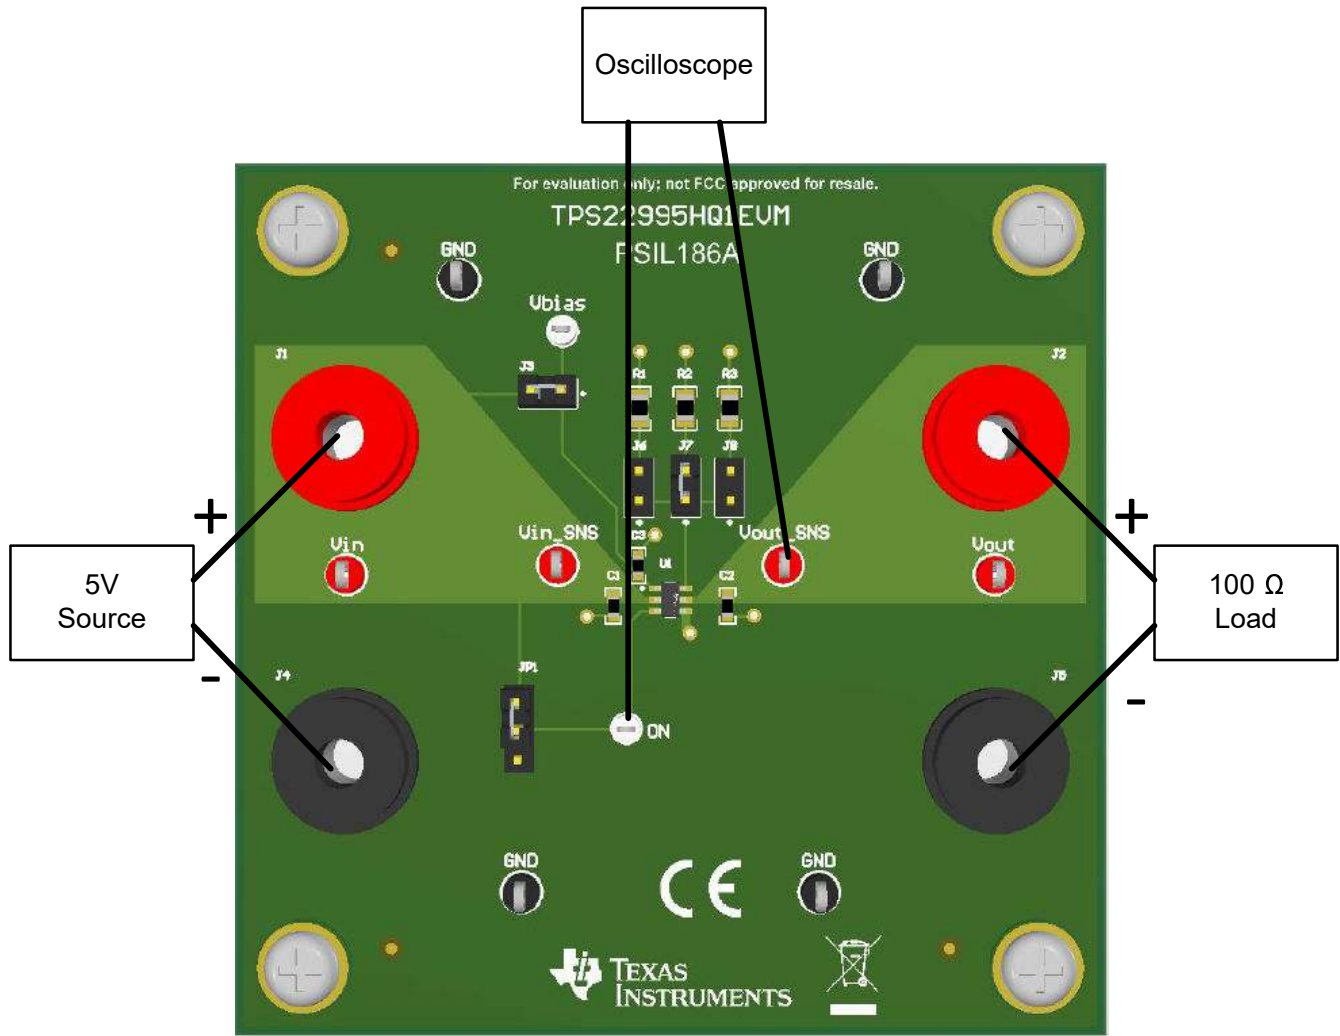 Oscilloscope
For evaluation only; not FCC approved for resale.
TPS22995HQ1EVM
PSIL186A
GND
GND
Vbias
J1
J3
J2
R1
R2
R3
J6
J7
J8
+
+
Vin
Vin_SNS
C3
Vout_SNS
Vout
U1
C1
C2
5V
Source
100 Ω
Load
-
-
J4
JP1
J5
ON
GND
GND
CE
TEXAS
INSTRUMENTS